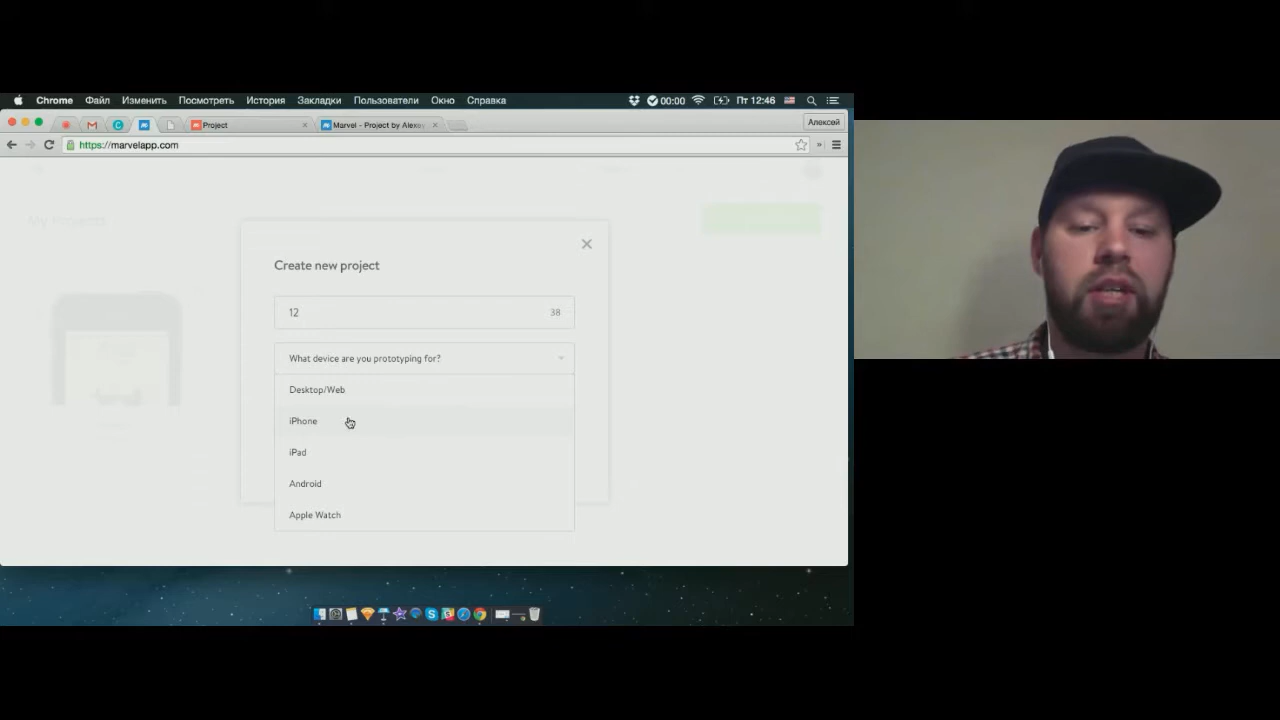 Chrome Файл Изменить Посмотреть История Закладки Пользователи Окно Справка 00:00 Пт 12:46
Project Marvel - Project by Alexey Алексей
https://marvelapp.com
My Projects
Create new project
12 38
What device are you prototyping for?
Desktop/Web
iPhone
iPad
Android
Apple Watch